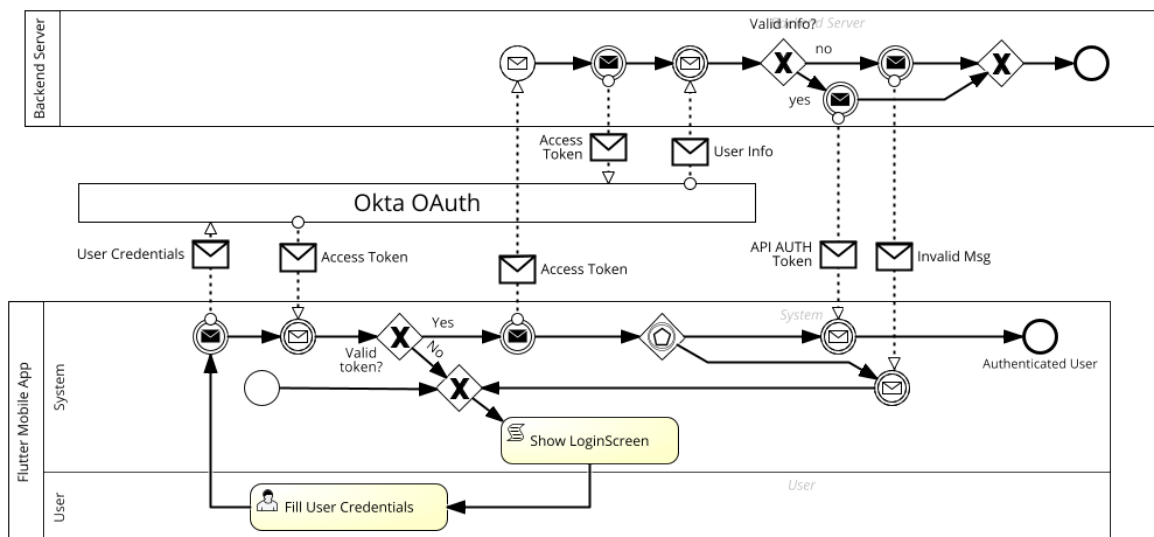 Backend Server
Backend Server
Valid info?
no
yes
Access
Token
User Info
Okta OAuth
User Credentials
Access Token
Access Token
API AUTH
Token
Invalid Msg
Flutter Mobile App
System
System
Yes
No
Valid
token?
Authenticated User
Show LoginScreen
User
User
Fill User Credentials